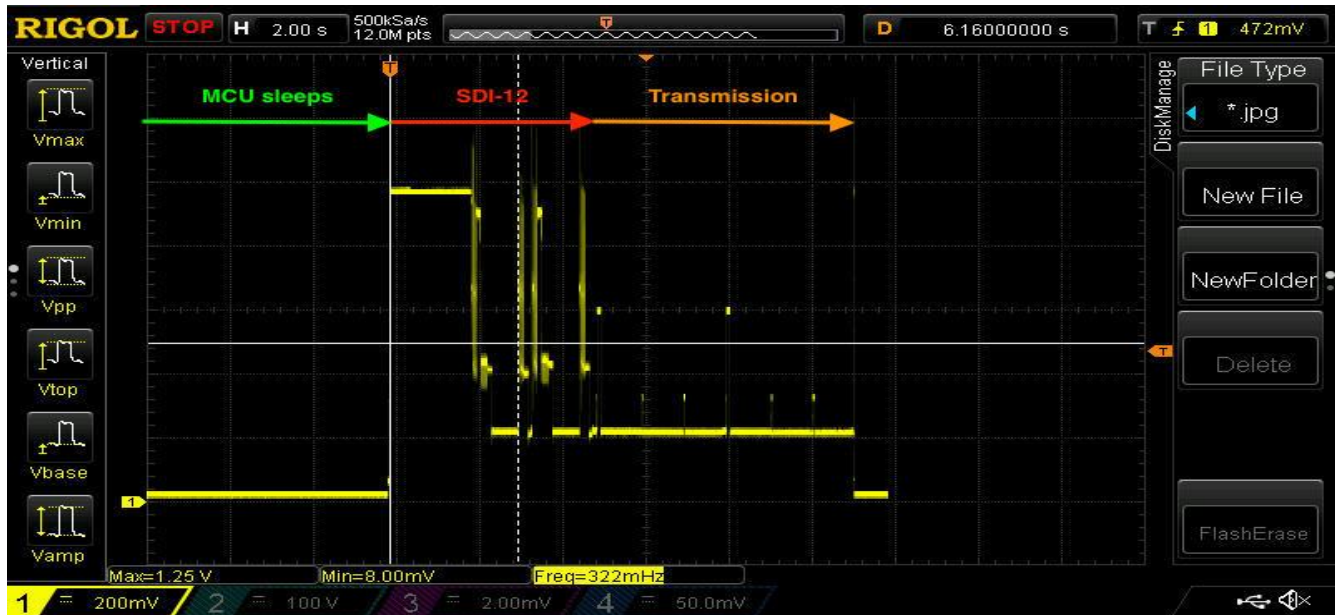 RIGOL STOP H 2.00 s 500kSa/s 12.0M pts D 6.16000000 s T 1 472mV
Vertical
Vmax
Vmin
Vpp
Vtop
Vbase
Vamp
T
MCU sleeps
SDI-12
Transmission
1
T
Max=1.25 V
Min=8.00mV
Freq=322mHz
DiskManage
File Type
*.jpg
New File
NewFolder
Delete
FlashErase
1 = 200mV 2 = 100 V 3 = 2.00mV 4 = 50.0mV